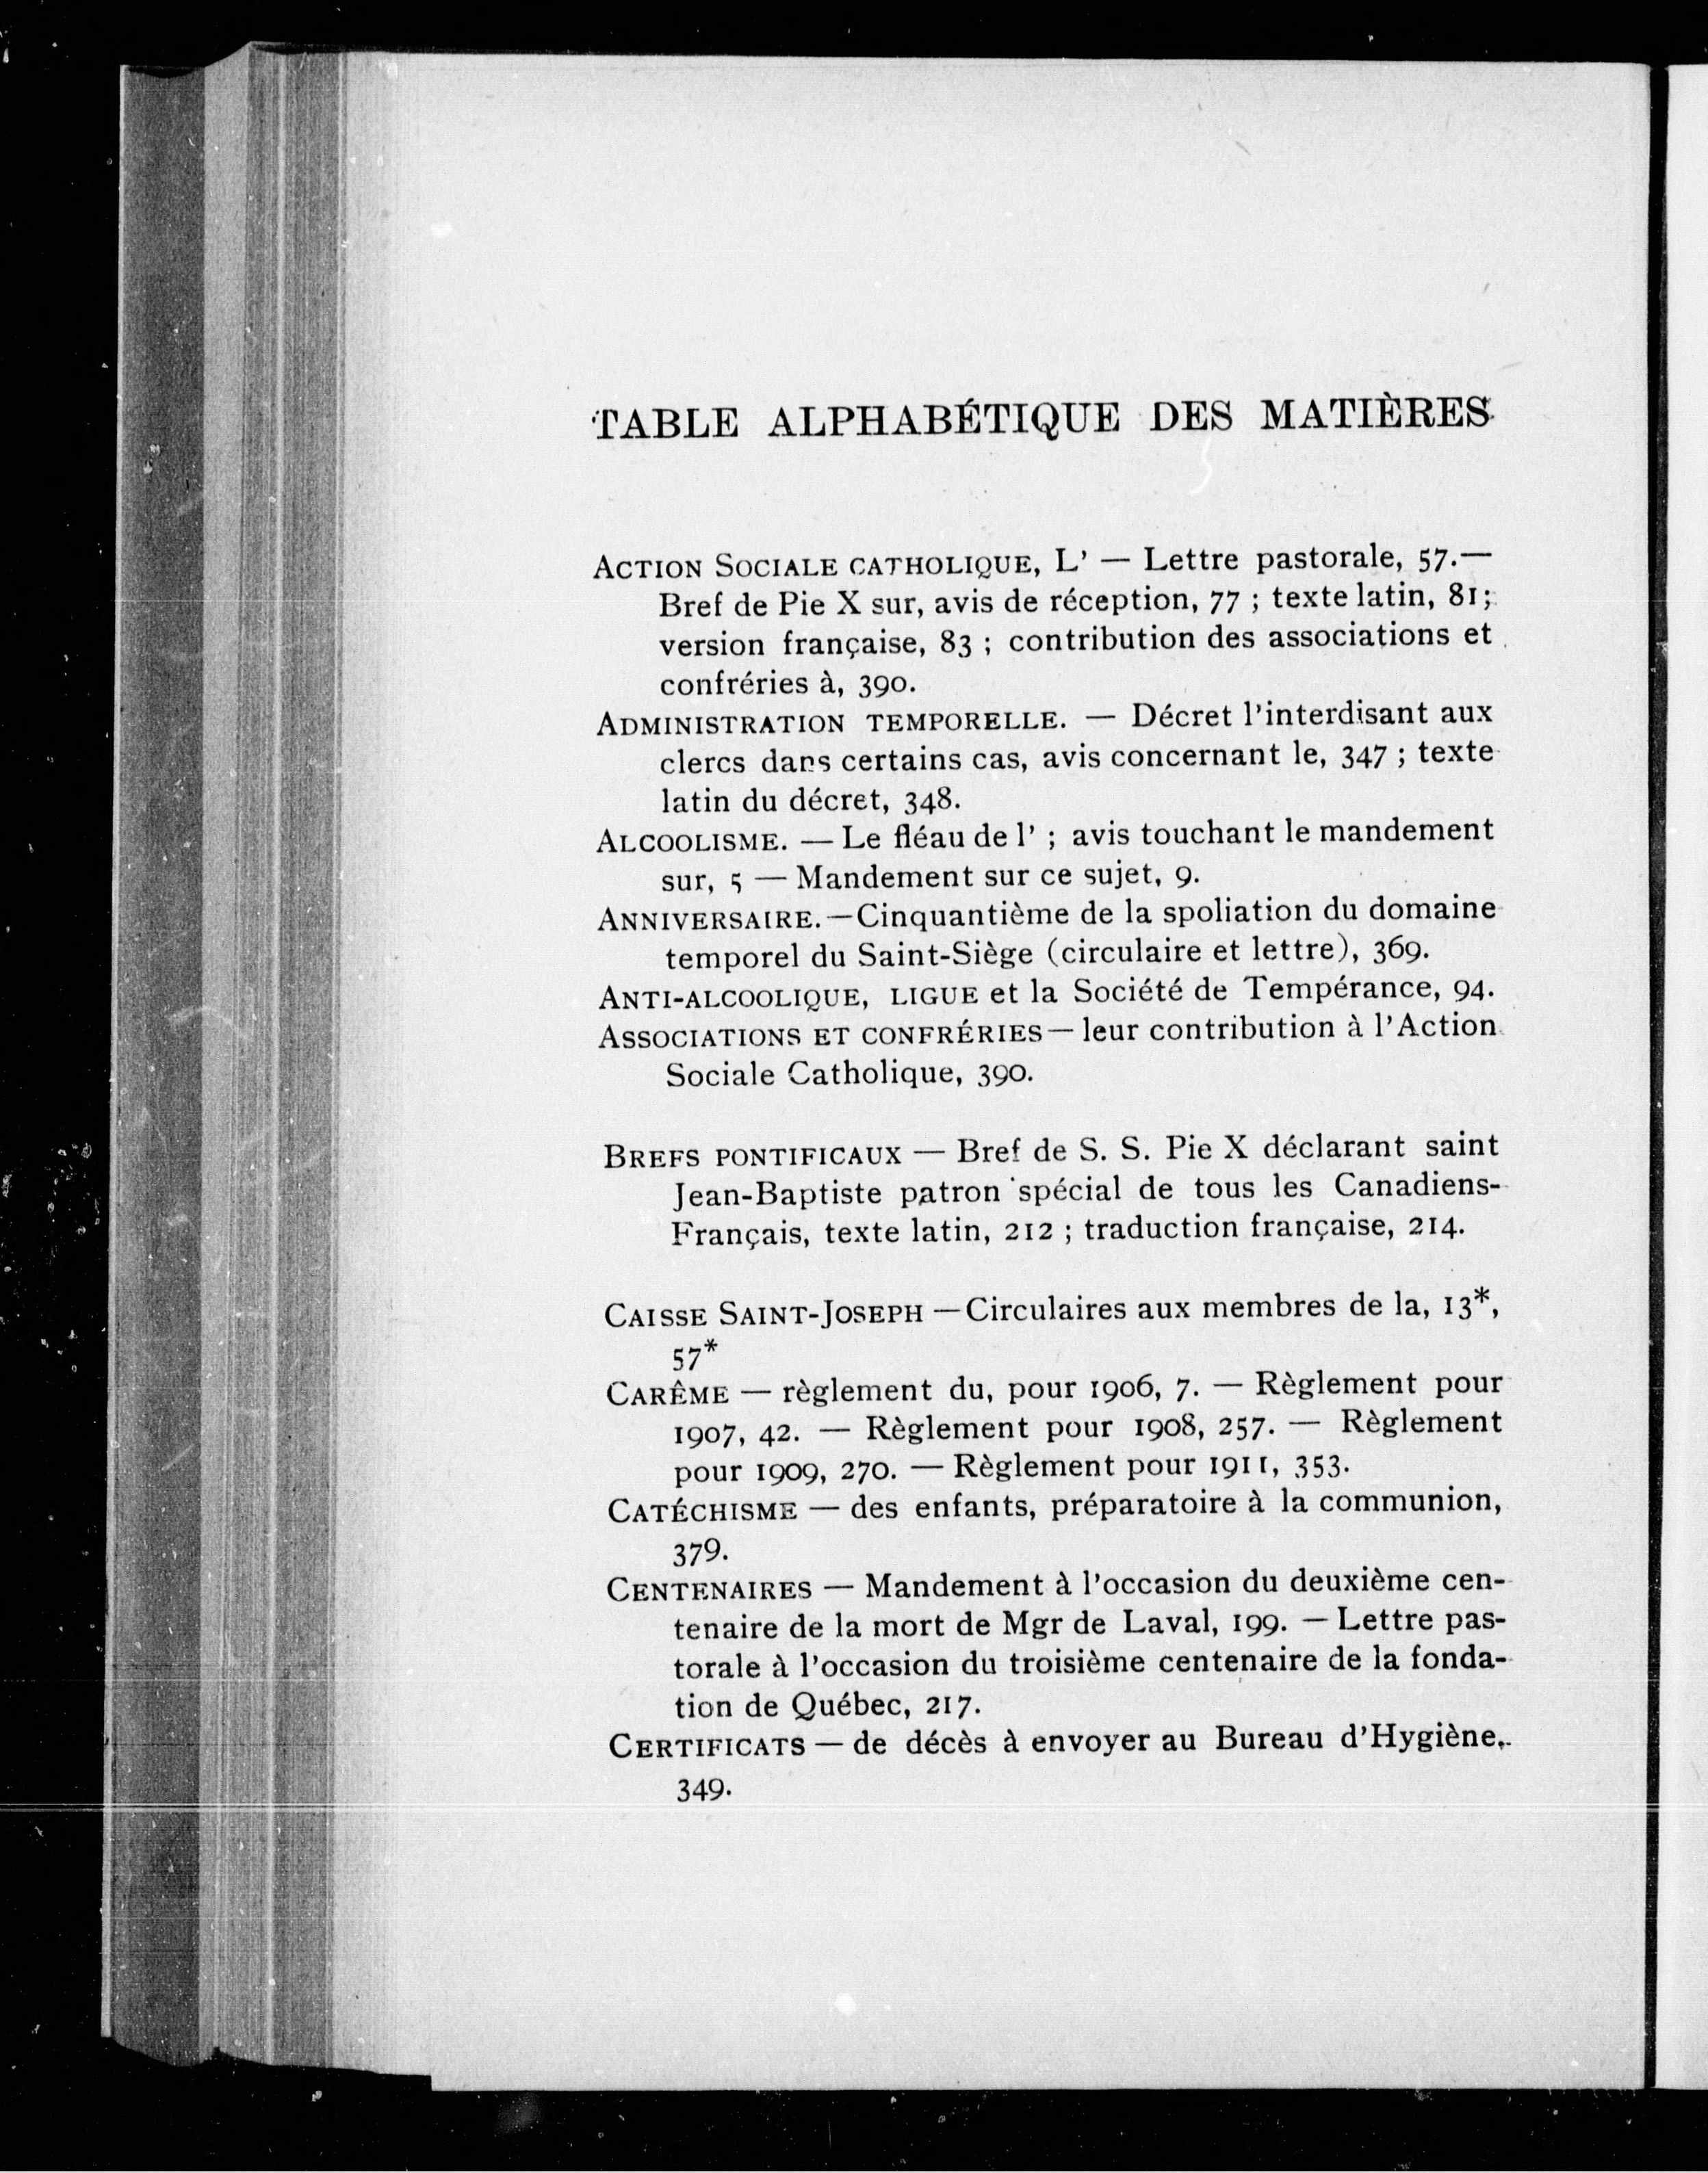 TABLE ALPHABÉTIQUE DES MATIÈRES
ACTION SOCIALE CATHOLIQUE, L' — Lettre pastorale, 57.—
Bref de Pie X sur, avis de réception, 77 ; texte latin, 81;
version française, 83 ; contribution des associations et
confréries à, 390.
ADMINISTRATION TEMPORELLE. — Décret l'interdisant aux
clercs dans certains cas, avis concernant le, 347 ; texte
latin du décret, 348.
ALCOOLISME. — Le fléau de l' ; avis touchant le mandement
sur, 5 — Mandement sur ce sujet, 9.
ANNIVERSAIRE.—Cinquantième de la spoliation du domaine
temporel du Saint-Siège (circulaire et lettre), 369.
ANTI-ALCOOLIQUE, LIGUE et la Société de Tempérance, 94.
ASSOCIATIONS ET CONFRÉRIES — leur contribution à l'Action
Sociale Catholique, 390.
BREFS PONTIFICAUX — Bref de S. S. Pie X déclarant saint
Jean-Baptiste patron spécial de tous les Canadiens-
Français, texte latin, 212 ; traduction française, 214.
CAISSE SAINT-JOSEPH — Circulaires aux membres de la, 13*,
57*
CARÊME — règlement du, pour 1906, 7. — Règlement pour
1907, 42. — Règlement pour 1908, 257. — Règlement
pour 1909, 270. — Règlement pour 1911, 353.
CATÉCHISME — des enfants, préparatoire à la communion,
379.
CENTENAIRES — Mandement à l'occasion du deuxième cen-
tenaire de la mort de Mgr de Laval, 199. — Lettre pas-
torale à l'occasion du troisième centenaire de la fonda-
tion de Québec, 217.
CERTIFICATS — de décès à envoyer au Bureau d'Hygiène,
349.